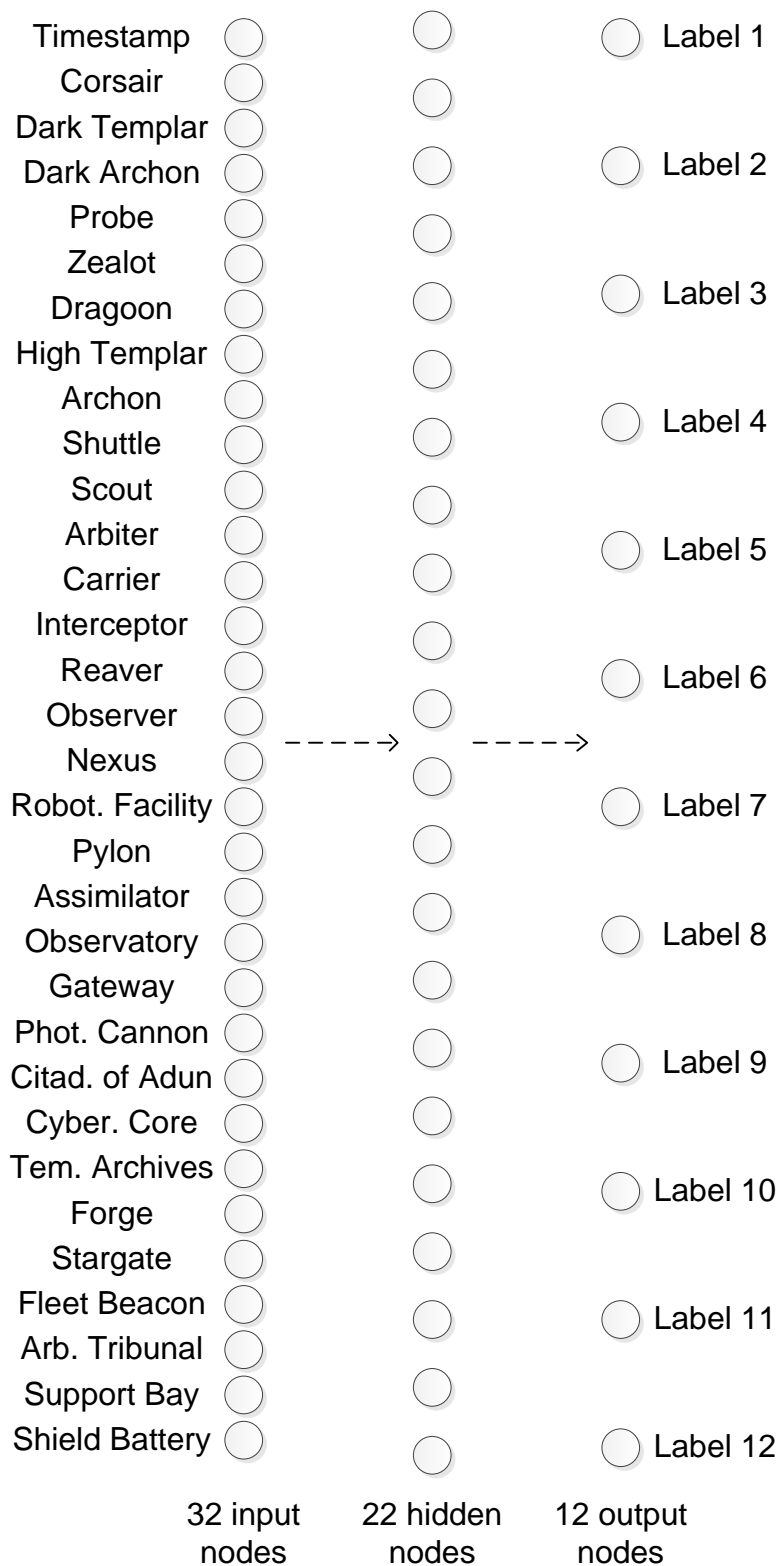 Timestamp
Corsair
Dark Templar
Dark Archon
Probe
Zealot
Dragoon
High Templar
Archon
Shuttle
Scout
Arbiter
Carrier
Interceptor
Reaver
Observer
Nexus
Robot. Facility
Pylon
Assimilator
Observatory
Gateway
Phot. Cannon
Citad. of Adun
Cyber. Core
Tem. Archives
Forge
Stargate
Fleet Beacon
Arb. Tribunal
Support Bay
Shield Battery
32 input
nodes
22 hidden
nodes
Label 1
Label 2
Label 3
Label 4
Label 5
Label 6
Label 7
Label 8
Label 9
Label 10
Label 11
Label 12
12 output
nodes